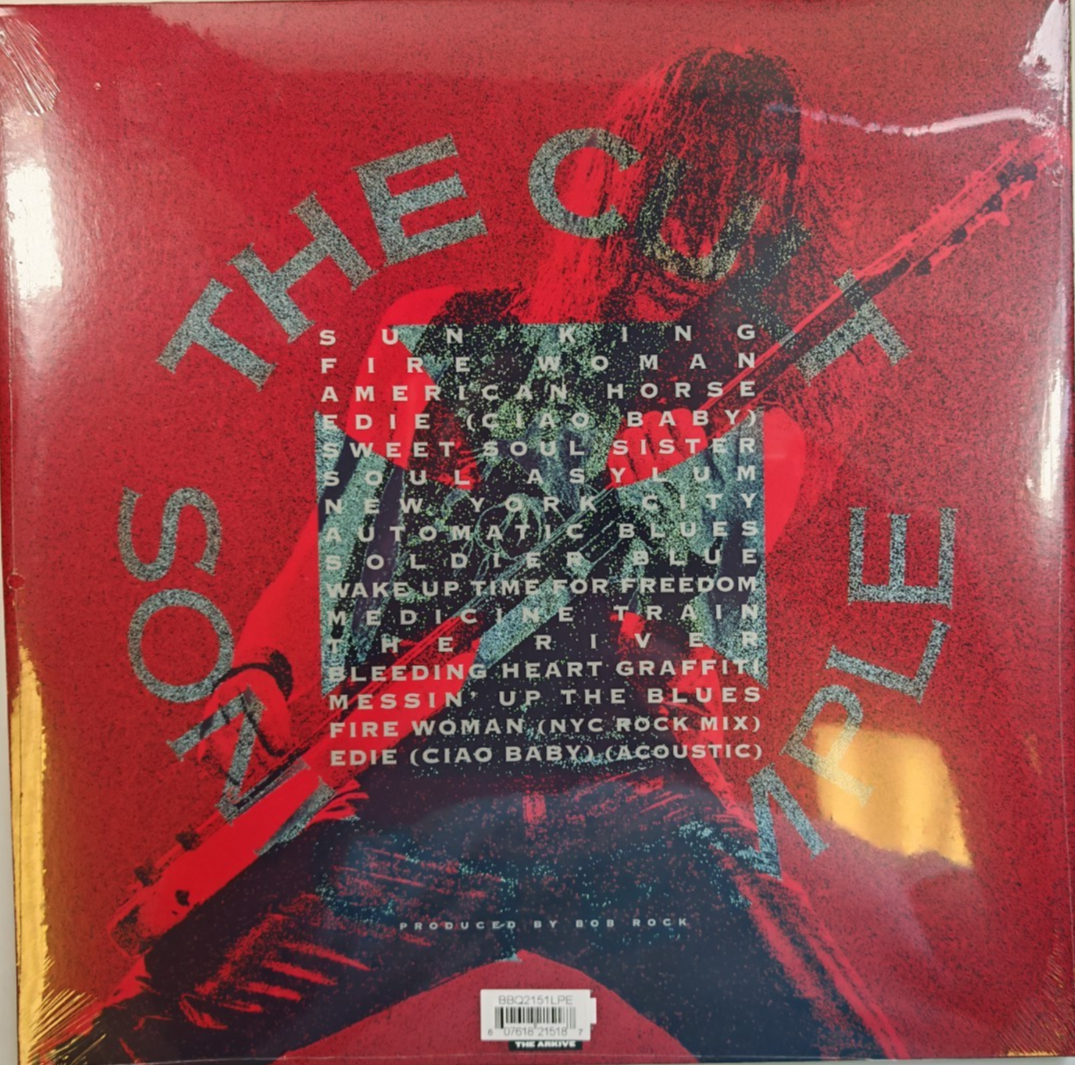 THE CULT
SUN KING
FIRE WOMAN
AMERICAN HORSE
EDIE (CIAO BABY)
SWEET SOUL SISTER
SOUL ASYLUM
NEW YORK CITY
AUTOMATIC BLUES
SOLDIER BLUE
WAKE UP TIME FOR FREEDOM
MEDICINE TRAIN
THE RIVER
BLEEDING HEART GRAFFITI
MESSIN' UP THE BLUES
FIRE WOMAN (NYC ROCK MIX)
EDIE (CIAO BABY) (ACOUSTIC)
SONIC TEMPLE
PRODUCED BY BOB ROCK
BBQ2151LPE
6 07618 21518 7
THE ARKIVE